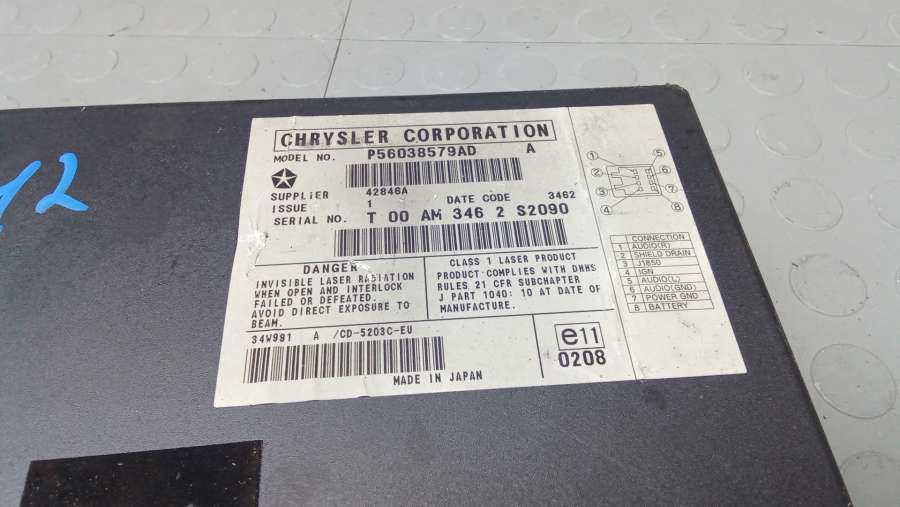 12
CHRYSLER CORPORATION
MODEL NO. P56038579AD A
SUPPLIER 42846A DATE CODE 3462
ISSUE 1
SERIAL NO. T 00 AM 346 2 S2090
DANGER
INVISIBLE LASER RADIATION
WHEN OPEN AND INTERLOCK
FAILED OR DEFEATED.
AVOID DIRECT EXPOSURE TO
BEAM.
CLASS 1 LASER PRODUCT
PRODUCT COMPLIES WITH DHHS
RULES 21 CFR SUBCHAPTER
J PART 1040: 10 AT DATE OF
MANUFACTURE.
34W991 A /CD-5203C-EU
MADE IN JAPAN
e11
0208
1 5
2 6
3 7
4 8
CONNECTION
1 AUDIO(R)
2 SHIELD DRAIN
3 J1850
4 IGN
5 AUDIO(L)
6 AUDIO(GND)
7 POWER GND
8 BATTERY